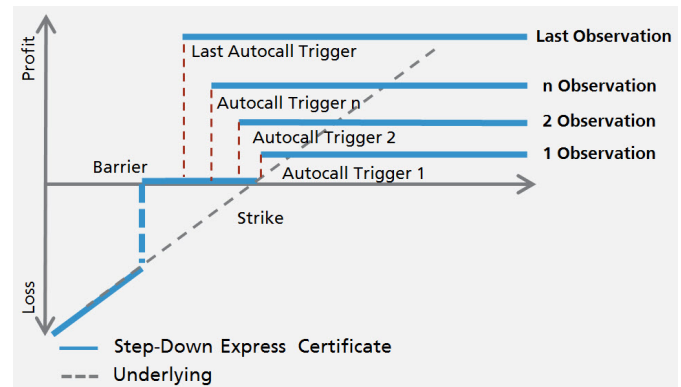 Profit
Last Observation
Last Autocall Trigger
n Observation
Autocall Trigger n
2 Observation
Autocall Trigger 2
1 Observation
Barrier
Autocall Trigger 1
Strike
Loss
Step-Down Express Certificate
Underlying